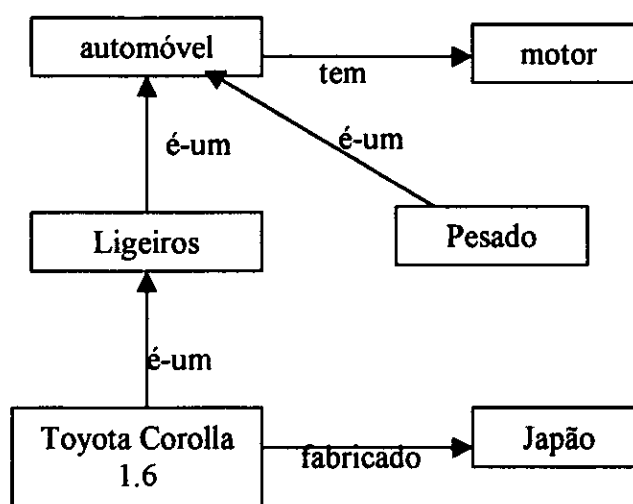 automóvel
motor
tem
é-um
é-um
Ligeiros
Pesado
é-um
Toyota Corolla
1.6
fabricado
Japão